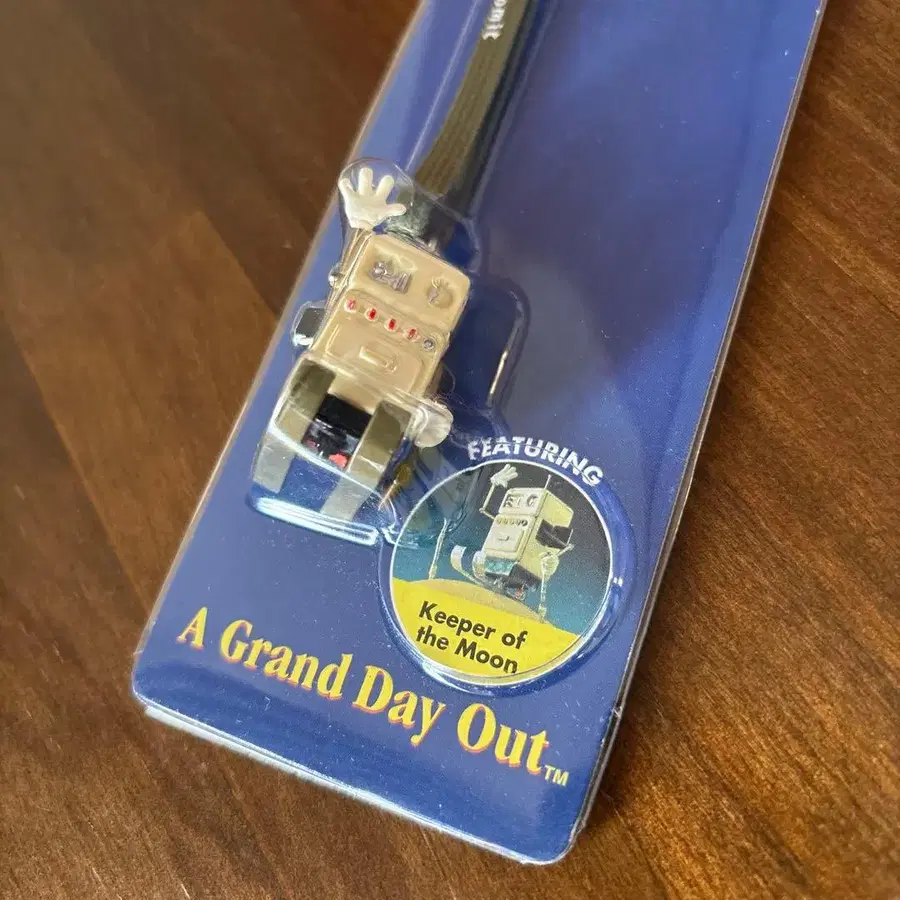 FEATURING
Keeper of
the Moon
A Grand Day Out™